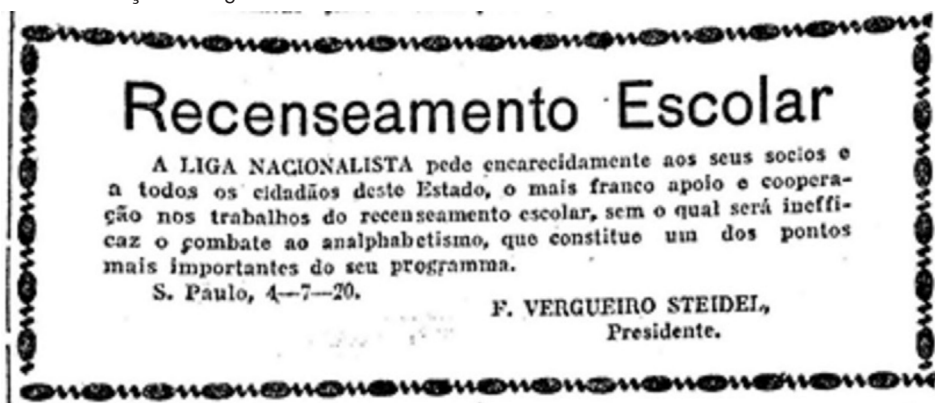 Recenseamento Escolar
A LIGA NACIONALISTA pede encarecidamente aos seus socios e
a todos os cidadãos deste Estado, o mais franco apoio e coopera-
ção nos trabalhos do recenseamento escolar, sem o qual será ineffi-
caz o combate ao analphabetismo, que constitue um dos pontos
mais importantes do seu programma.
S. Paulo, 4—7—20.
F. VERGUEIRO STEIDEL,
Presidente.